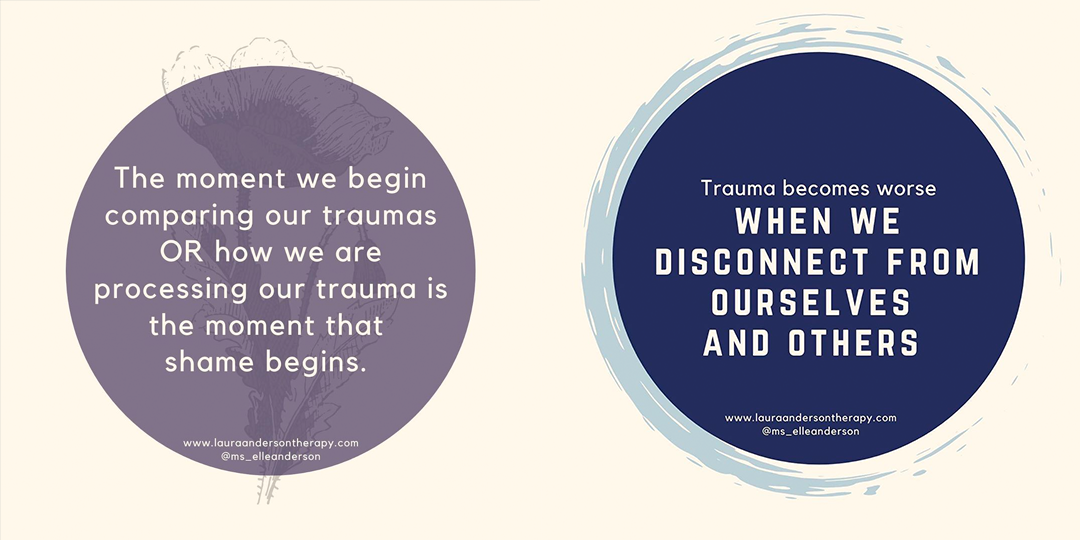 The moment we begin
comparing our traumas
OR how we are
processing our trauma is
the moment that
shame begins.
www.lauraandersontherapy.com
@ms_elleanderson
Trauma becomes worse
WHEN WE
DISCONNECT FROM
OURSELVES
AND OTHERS
www.lauraandersontherapy.com
@ms_elleanderson